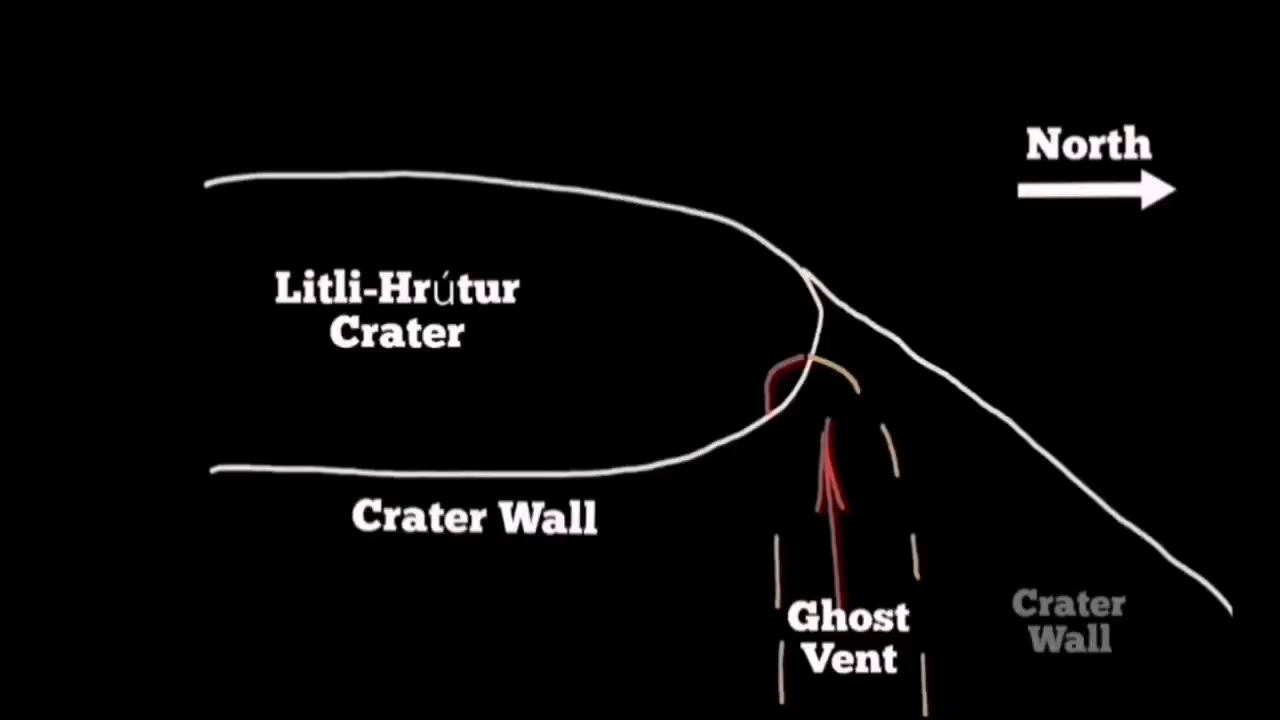 North
Litli-Hrútur
Crater
Crater Wall
Ghost
Vent
Crater
Wall